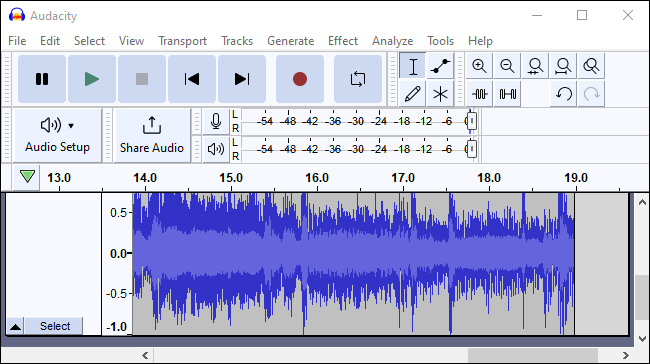 Audacity
File Edit Select View Transport Tracks Generate Effect Analyze Tools Help
Audio Setup
Share Audio
L
R
-54 -48 -42 -36 -30 -24 -18 -12 -6 0
L
R
-54 -48 -42 -36 -30 -24 -18 -12 -6 0
13.0 14.0 15.0 16.0 17.0 18.0 19.0
0.5
0.0
-0.5
-1.0
Select